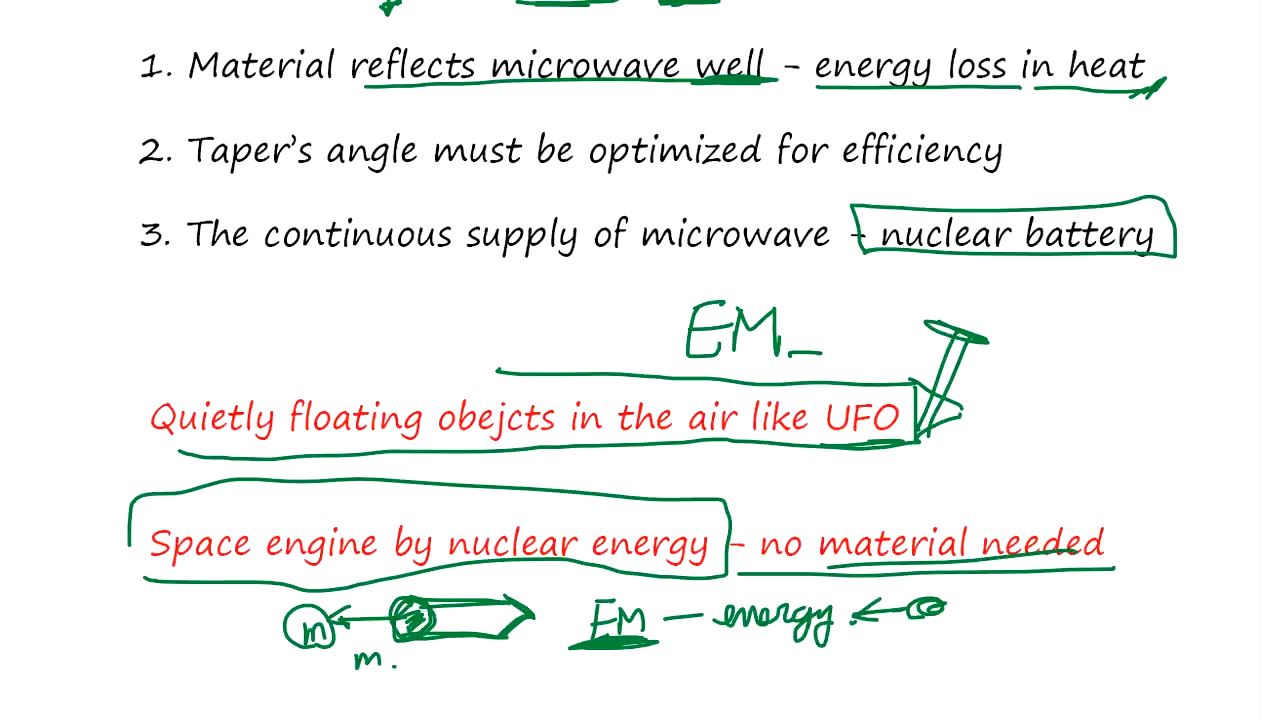 1. Material reflects microwave well - energy loss in heat
2. Taper's angle must be optimized for efficiency
3. The continuous supply of microwave - nuclear battery
EM
Quietly floating obejcts in the air like UFO
Space engine by nuclear energy - no material needed
m EM — energy
m.